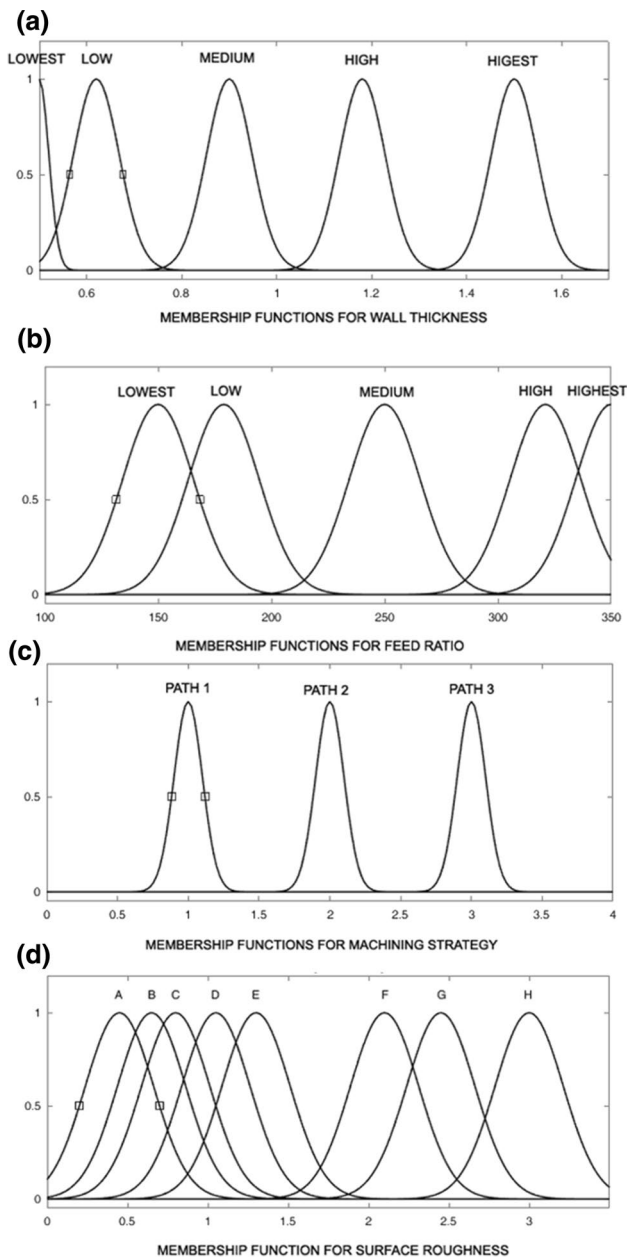 (a)
LOWEST LOW MEDIUM HIGH HIGEST
1
0.5
0
0.6 0.8 1 1.2 1.4 1.6
MEMBERSHIP FUNCTIONS FOR WALL THICKNESS
(b)
LOWEST LOW MEDIUM HIGH HIGHEST
1
0.5
0
100 150 200 250 300 350
MEMBERSHIP FUNCTIONS FOR FEED RATIO
(c)
PATH 1 PATH 2 PATH 3
1
0.5
0
0 0.5 1 1.5 2 2.5 3 3.5 4
MEMBERSHIP FUNCTIONS FOR MACHINING STRATEGY
(d)
A B C D E F G H
1
0.5
0
0 0.5 1 1.5 2 2.5 3
MEMBERSHIP FUNCTION FOR SURFACE ROUGHNESS